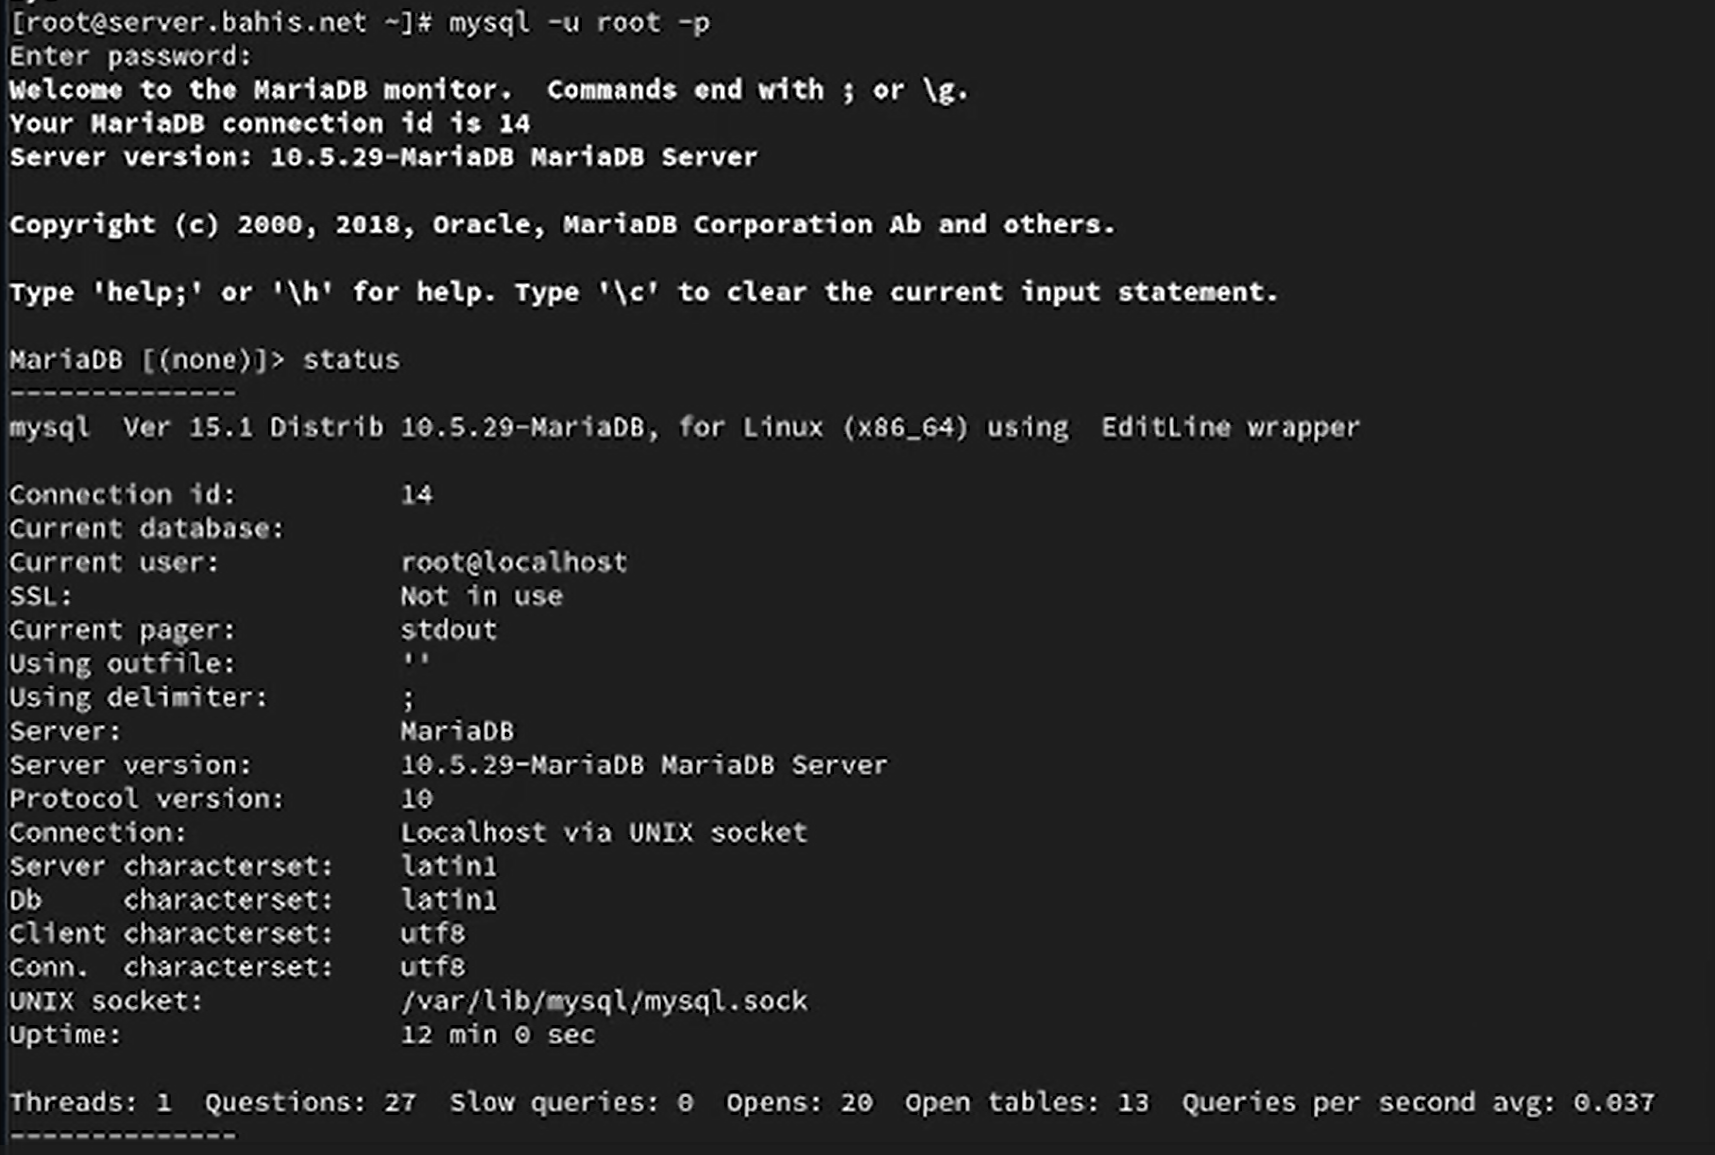 [root@server.bahis.net ~]# mysql -u root -p
Enter password:
Welcome to the MariaDB monitor.  Commands end with ; or \g.
Your MariaDB connection id is 14
Server version: 10.5.29-MariaDB MariaDB Server
Copyright (c) 2000, 2018, Oracle, MariaDB Corporation Ab and others.
Type 'help;' or '\h' for help. Type '\c' to clear the current input statement.
MariaDB [(none)]> status
--------------
mysql  Ver 15.1 Distrib 10.5.29-MariaDB, for Linux (x86_64) using  EditLine wrapper
Connection id:          14
Current database:
Current user:           root@localhost
SSL:                    Not in use
Current pager:          stdout
Using outfile:          ''
Using delimiter:        ;
Server:                 MariaDB
Server version:         10.5.29-MariaDB MariaDB Server
Protocol version:       10
Connection:             Localhost via UNIX socket
Server characterset:    latin1
Db     characterset:    latin1
Client characterset:    utf8
Conn.  characterset:    utf8
UNIX socket:            /var/lib/mysql/mysql.sock
Uptime:                 12 min 0 sec
Threads: 1  Questions: 27  Slow queries: 0  Opens: 20  Open tables: 13  Queries per second avg: 0.037
--------------